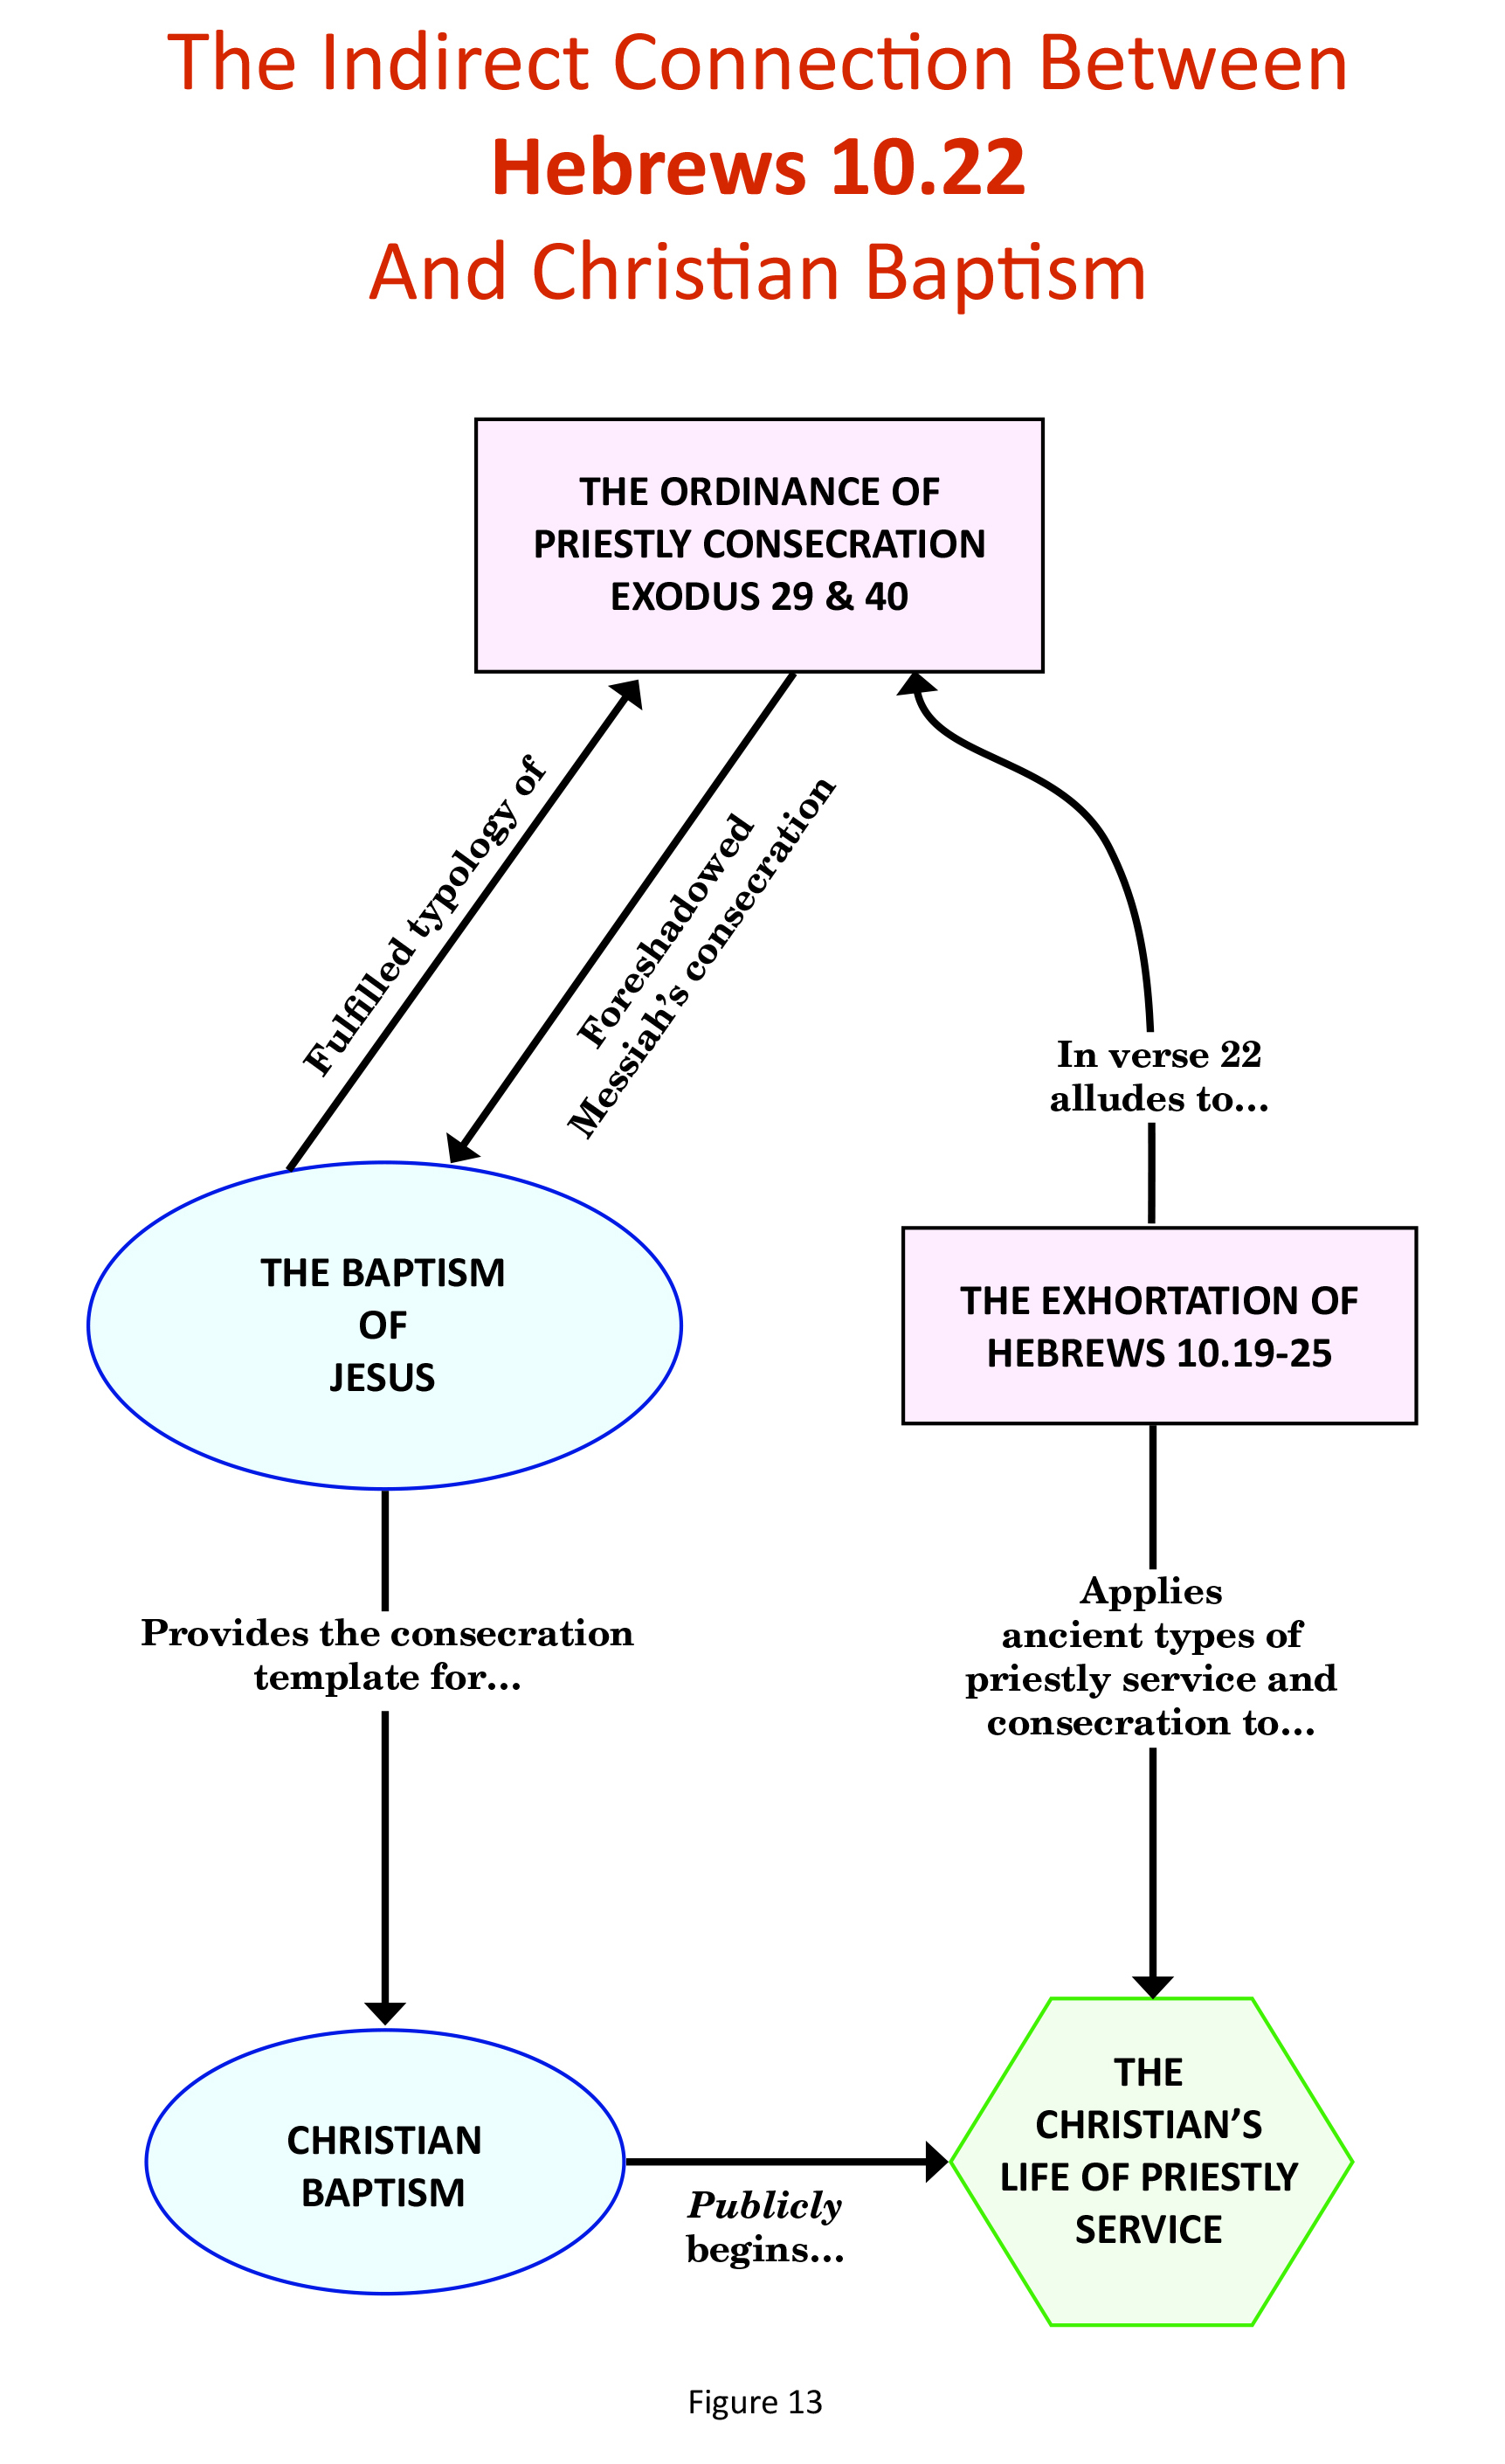 The Indirect Connection Between
Hebrews 10.22
And Christian Baptism
THE ORDINANCE OF
PRIESTLY CONSECRATION
EXODUS 29 & 40
Fulfilled typology of
Foreshadowed
Messiah’s consecration
In verse 22
alludes to...
THE BAPTISM
OF
JESUS
THE EXHORTATION OF
HEBREWS 10.19-25
Provides the consecration
template for...
Applies
ancient types of
priestly service and
consecration to...
CHRISTIAN
BAPTISM
Publicly
begins...
THE
CHRISTIAN’S
LIFE OF PRIESTLY
SERVICE
Figure 13